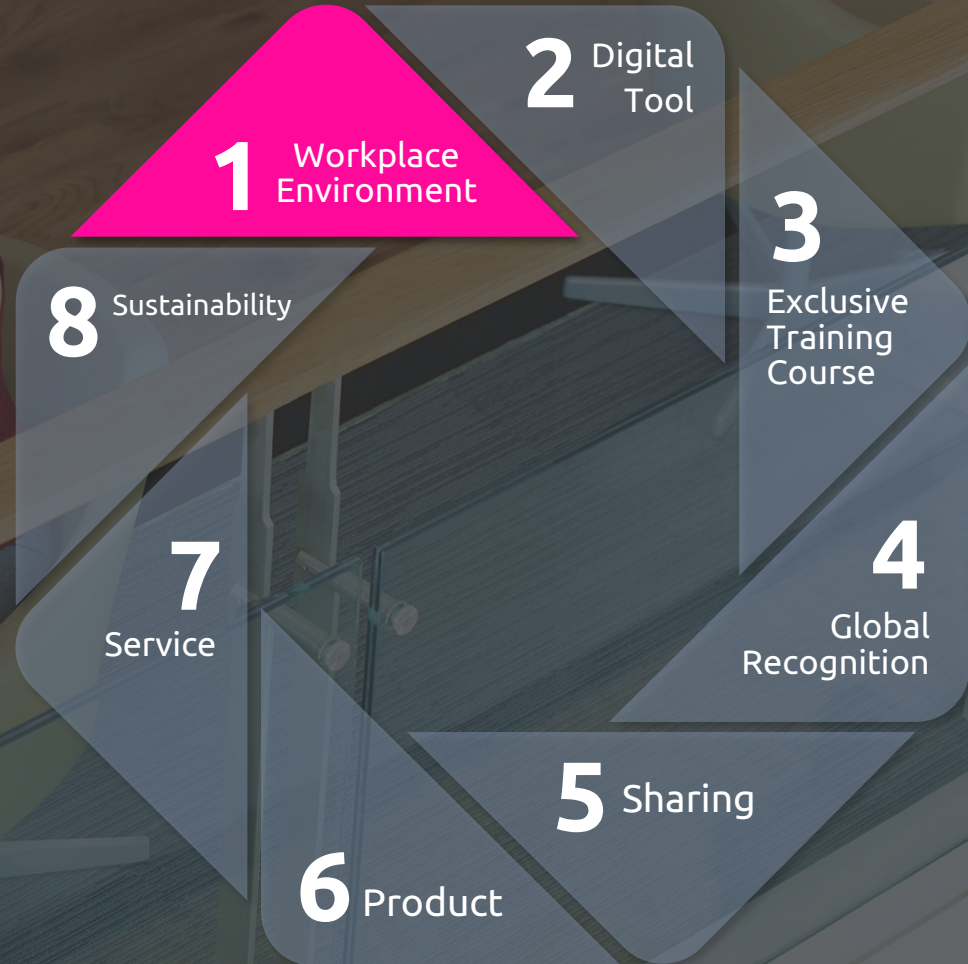 1 Workplace
Environment
2 Digital
Tool
3
Exclusive
Training
Course
4
Global
Recognition
5 Sharing
6 Product
7
Service
8 Sustainability